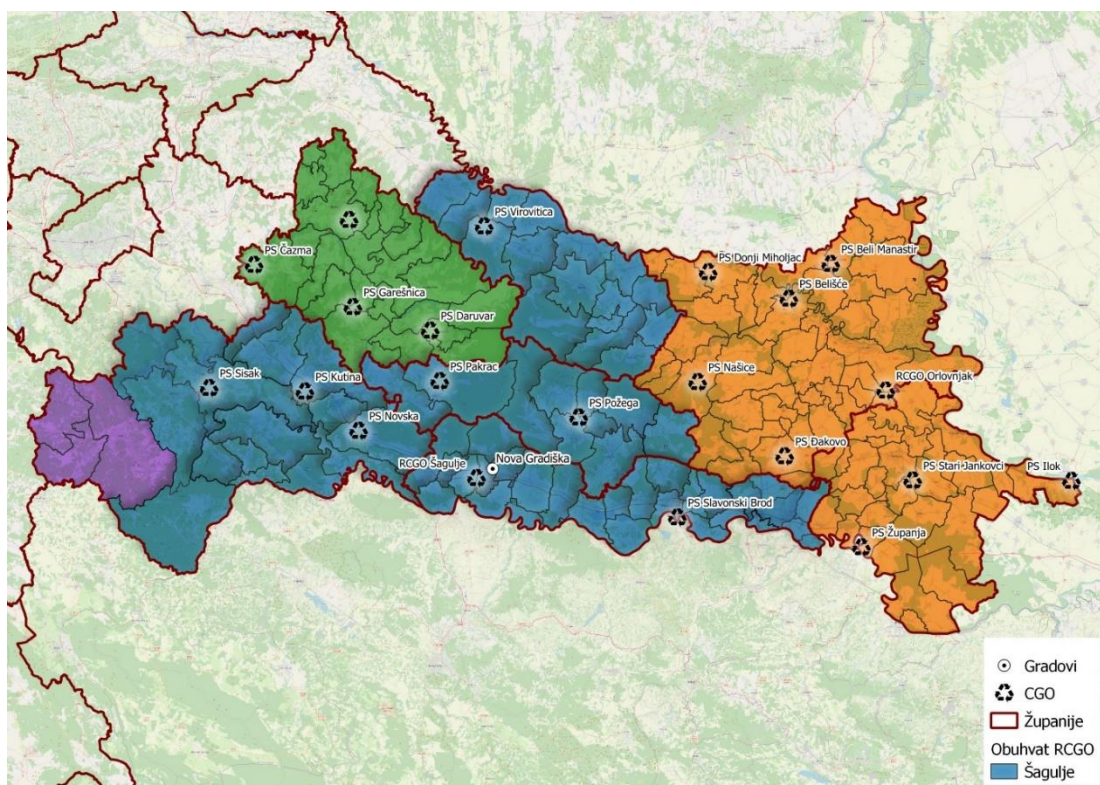 PS Virovitica
PS Čazma
PS Donji Miholjac
PS Beli Manastir
PS Belišće
PS Garešnica
PS Daruvar
PS Sisak
PS Kutina
PS Pakrac
PS Našice
RCGO Orlovnjak
PS Novska
PS Požega
RCGO Šagulje
Nova Gradiška
PS Đakovo
PS Stari Jankovci
PS Ilok
PS Slavonski Brod
PS Županja
Gradovi
CGO
Županije
Obuhvat RCGO
Šagulje